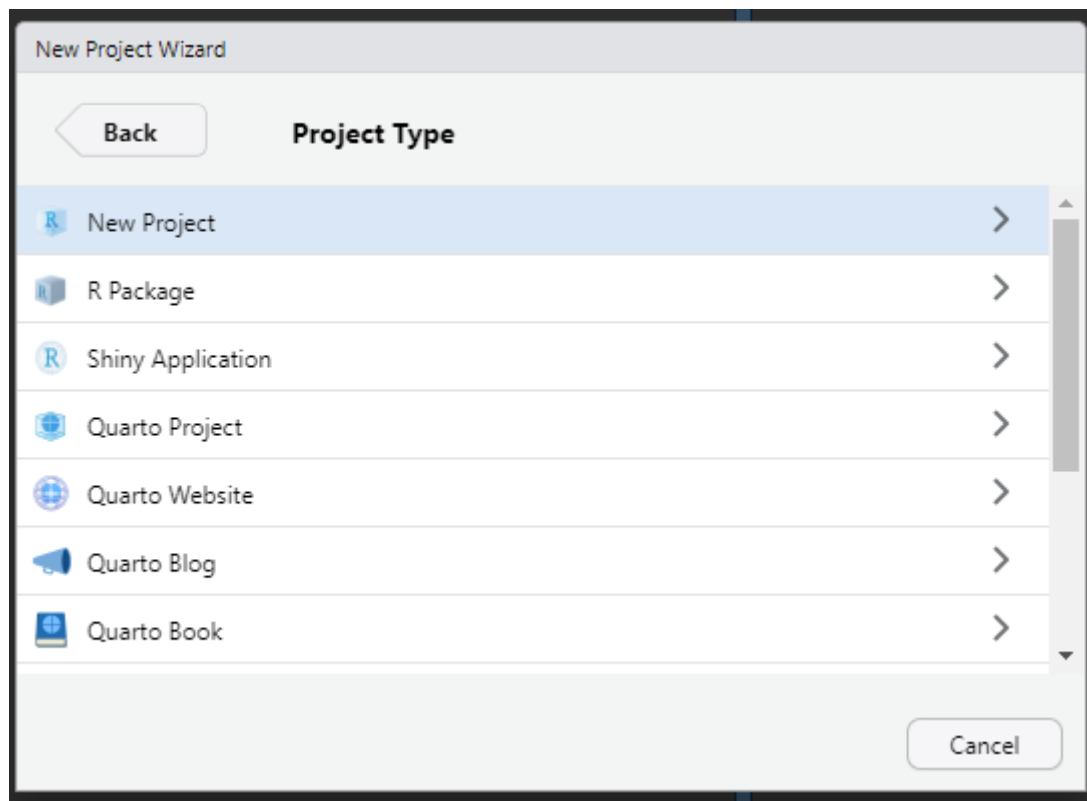 New Project Wizard
Back
Project Type
R New Project
R R Package
R Shiny Application
Quarto Project
Quarto Website
Quarto Blog
Quarto Book
Cancel